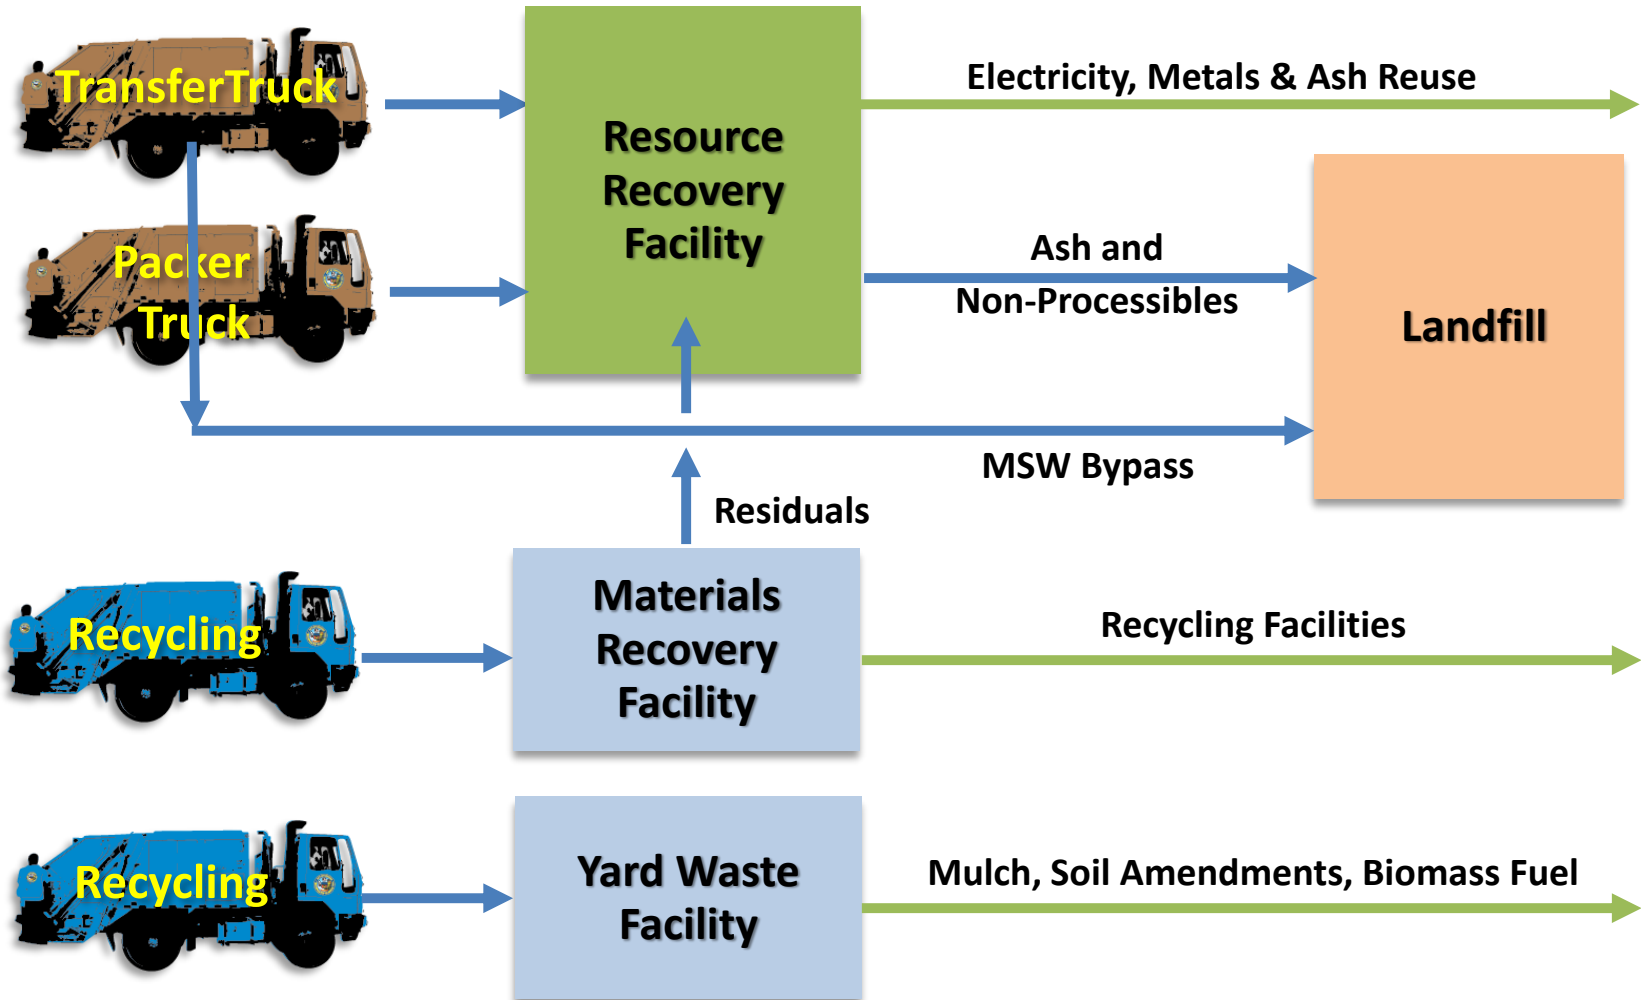 TransferTruck
Electricity, Metals & Ash Reuse
Resource
Recovery
Facility
Packer
Truck
Ash and
Non-Processibles
Landfill
MSW Bypass
Residuals
Recycling
Materials
Recovery
Facility
Recycling Facilities
Recycling
Yard Waste
Facility
Mulch, Soil Amendments, Biomass Fuel